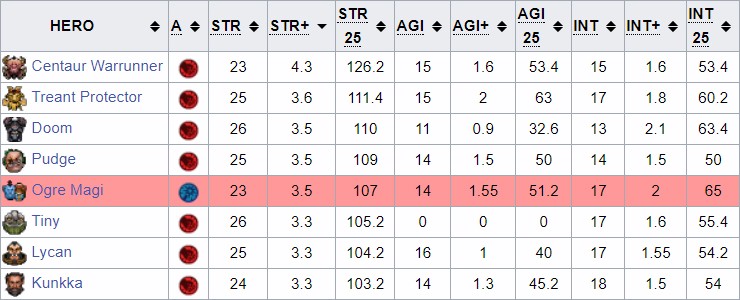 HERO A STR STR+ STR 25 AGI AGI+ AGI 25 INT INT+ INT 25
Centaur Warrunner 23 4.3 126.2 15 1.6 53.4 15 1.6 53.4
Treant Protector 25 3.6 111.4 15 2 63 17 1.8 60.2
Doom 26 3.5 110 11 0.9 32.6 13 2.1 63.4
Pudge 25 3.5 109 14 1.5 50 14 1.5 50
Ogre Magi 23 3.5 107 14 1.55 51.2 17 2 65
Tiny 26 3.3 105.2 0 0 0 17 1.6 55.4
Lycan 25 3.3 104.2 16 1 40 17 1.55 54.2
Kunkka 24 3.3 103.2 14 1.3 45.2 18 1.5 54